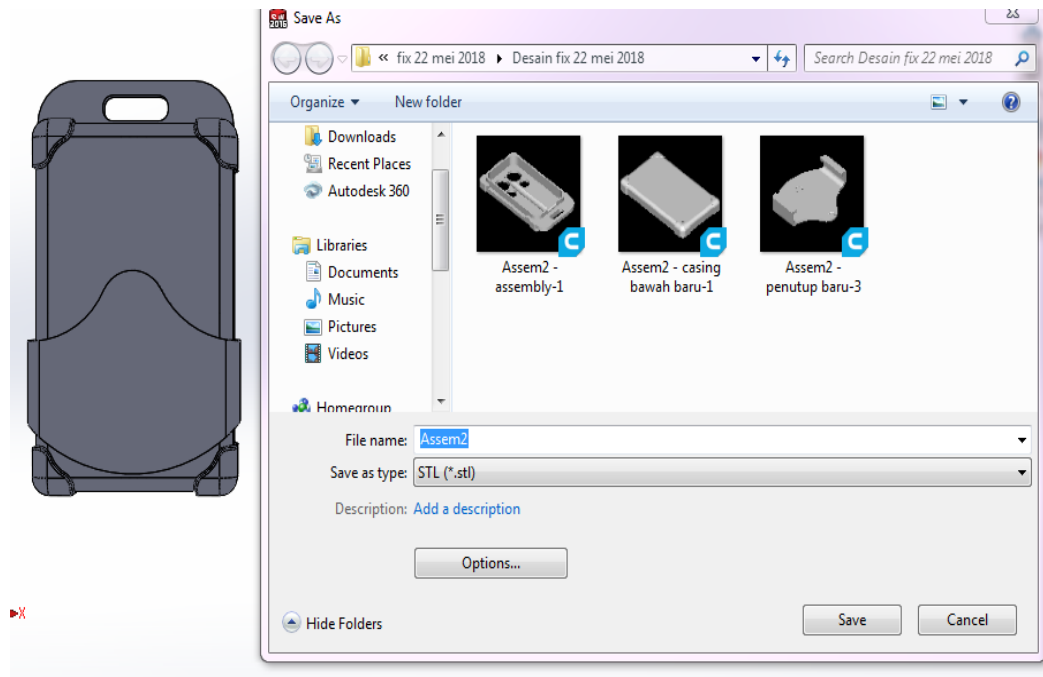 SW
2016
Save As
« fix 22 mei 2018 Desain fix 22 mei 2018
Search Desain fix 22 mei 2018
Organize New folder
Downloads
Recent Places
Autodesk 360
Libraries
Documents
Music
Pictures
Videos
Homegroup
Assem2 -
assembly-1
Assem2 - casing
bawah baru-1
Assem2 -
penutup baru-3
File name: Assem2
Save as type: STL (*.stl)
Description: Add a description
Options...
Hide Folders
Save
Cancel
X